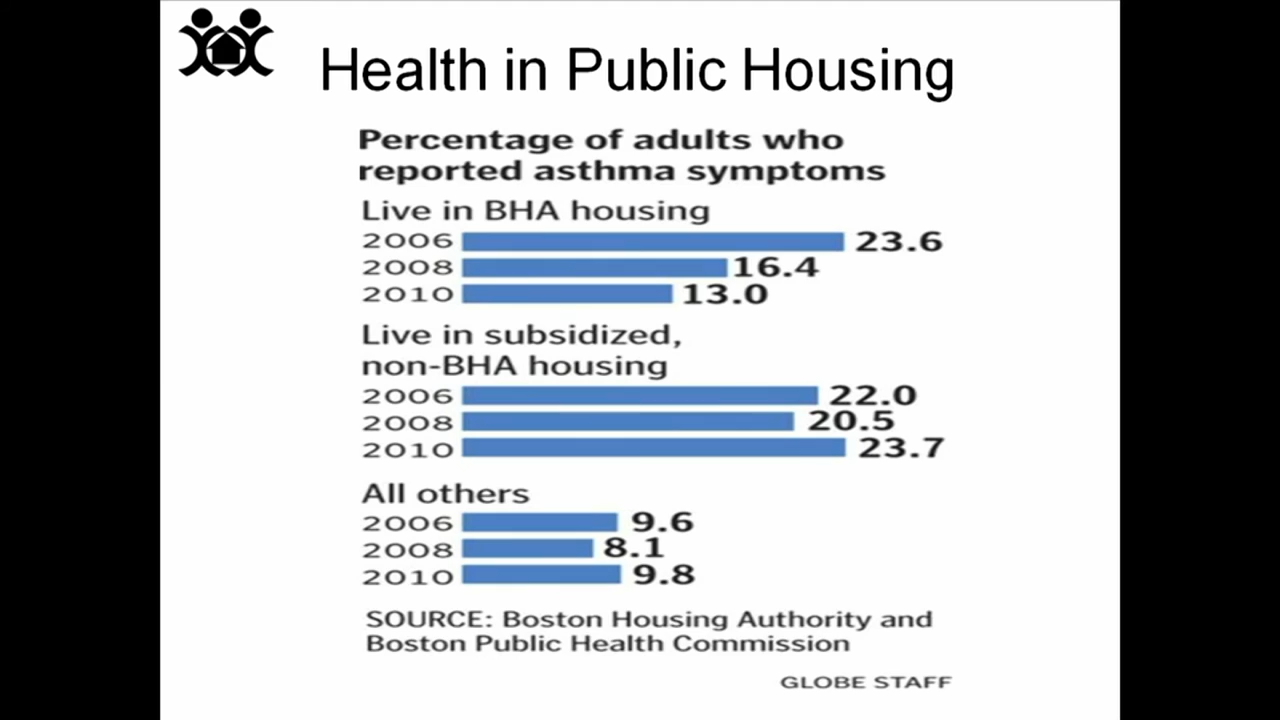 Health in Public Housing
Percentage of adults who
reported asthma symptoms
Live in BHA housing
2006 23.6
2008 16.4
2010 13.0
Live in subsidized,
non-BHA housing
2006 22.0
2008 20.5
2010 23.7
All others
2006 9.6
2008 8.1
2010 9.8
SOURCE: Boston Housing Authority and
Boston Public Health Commission
GLOBE STAFF